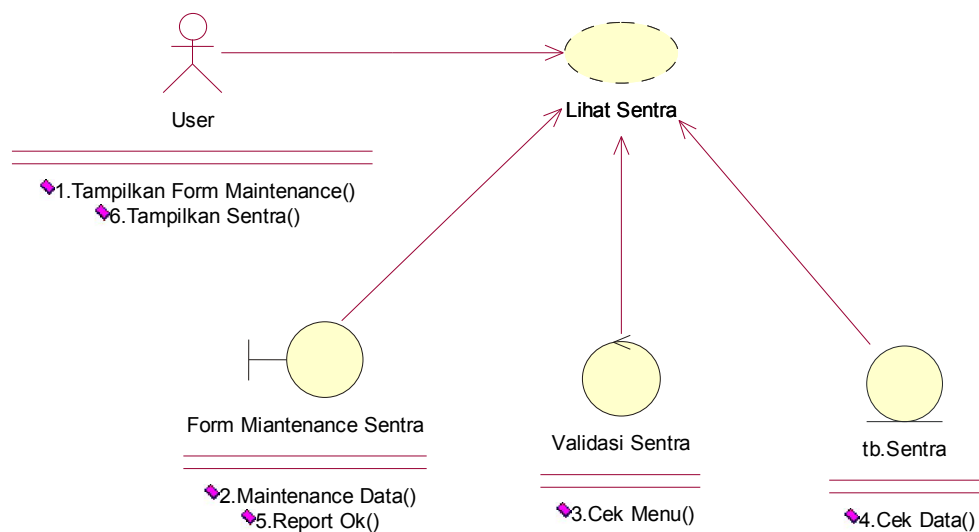 User
Lihat Sentra
1.Tampilkan Form Maintenance()
6.Tampilkan Sentra()
Form Miantenance Sentra
2.Maintenance Data()
5.Report Ok()
Validasi Sentra
3.Cek Menu()
tb.Sentra
4.Cek Data()